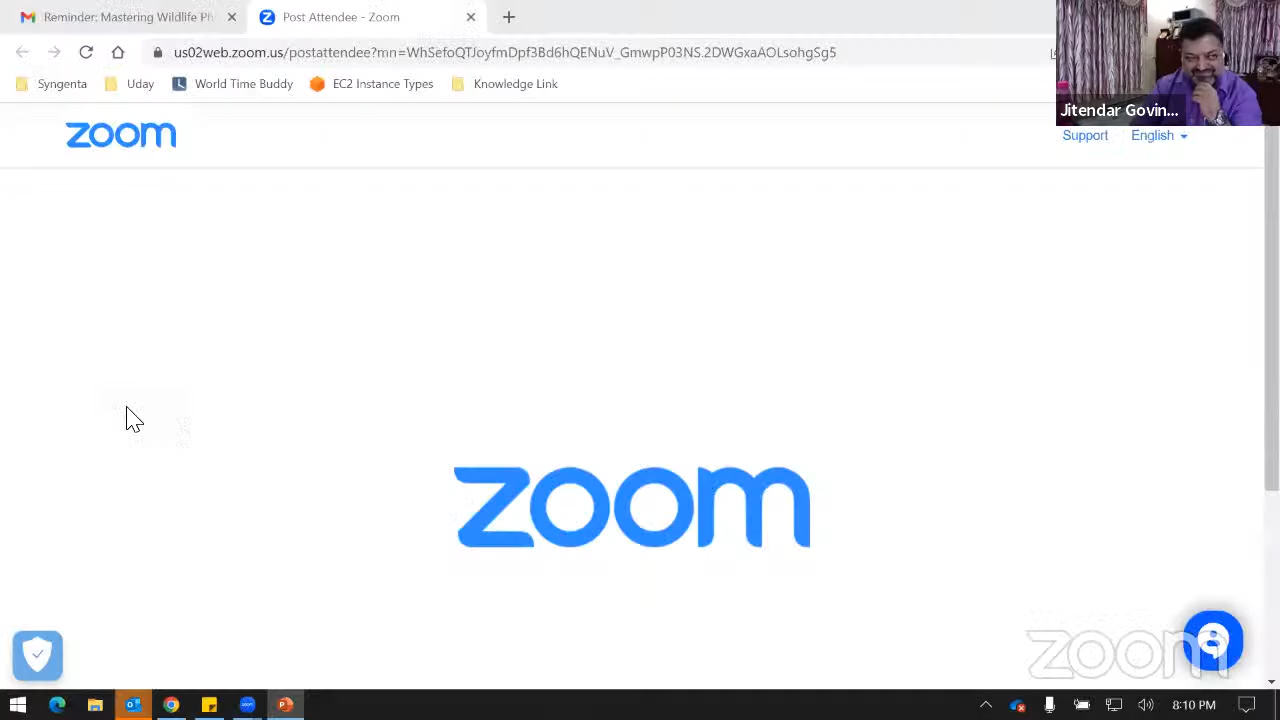 Reminder: Mastering Wildlife Ph
Post Attendee - Zoom
us02web.zoom.us/postattendee?mn=WhSefoQTJoyfmDpf3Bd6hQENuV_GmwpP03NS.2DWGxaAOLsohgSg5
Syngenta
Uday
World Time Buddy
EC2 Instance Types
Knowledge Link
Jitendar Govin...
zoom
Support
English
zoom
zoom
8:10 PM